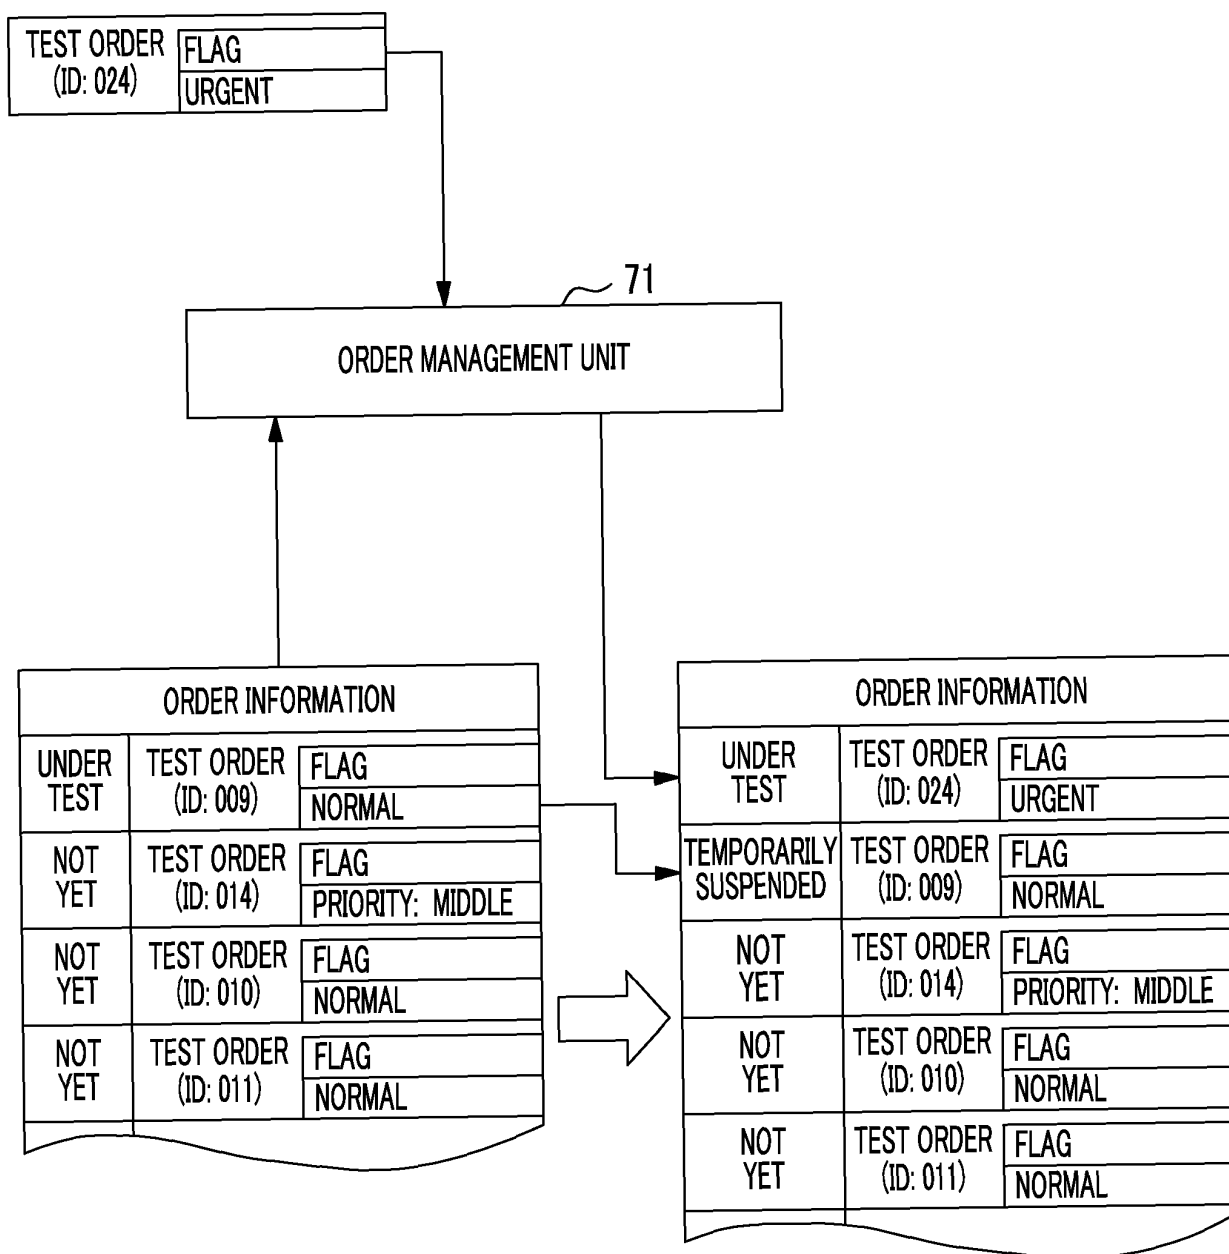 TEST ORDER
(ID: 024)
FLAG
URGENT
71
ORDER MANAGEMENT UNIT
ORDER INFORMATION
UNDER
TEST
TEST ORDER
(ID: 009)
FLAG
NORMAL
NOT
YET
TEST ORDER
(ID: 014)
FLAG
PRIORITY: MIDDLE
NOT
YET
TEST ORDER
(ID: 010)
FLAG
NORMAL
NOT
YET
TEST ORDER
(ID: 011)
FLAG
NORMAL
ORDER INFORMATION
UNDER
TEST
TEST ORDER
(ID: 024)
FLAG
URGENT
TEMPORARILY
SUSPENDED
TEST ORDER
(ID: 009)
FLAG
NORMAL
NOT
YET
TEST ORDER
(ID: 014)
FLAG
PRIORITY: MIDDLE
NOT
YET
TEST ORDER
(ID: 010)
FLAG
NORMAL
NOT
YET
TEST ORDER
(ID: 011)
FLAG
NORMAL